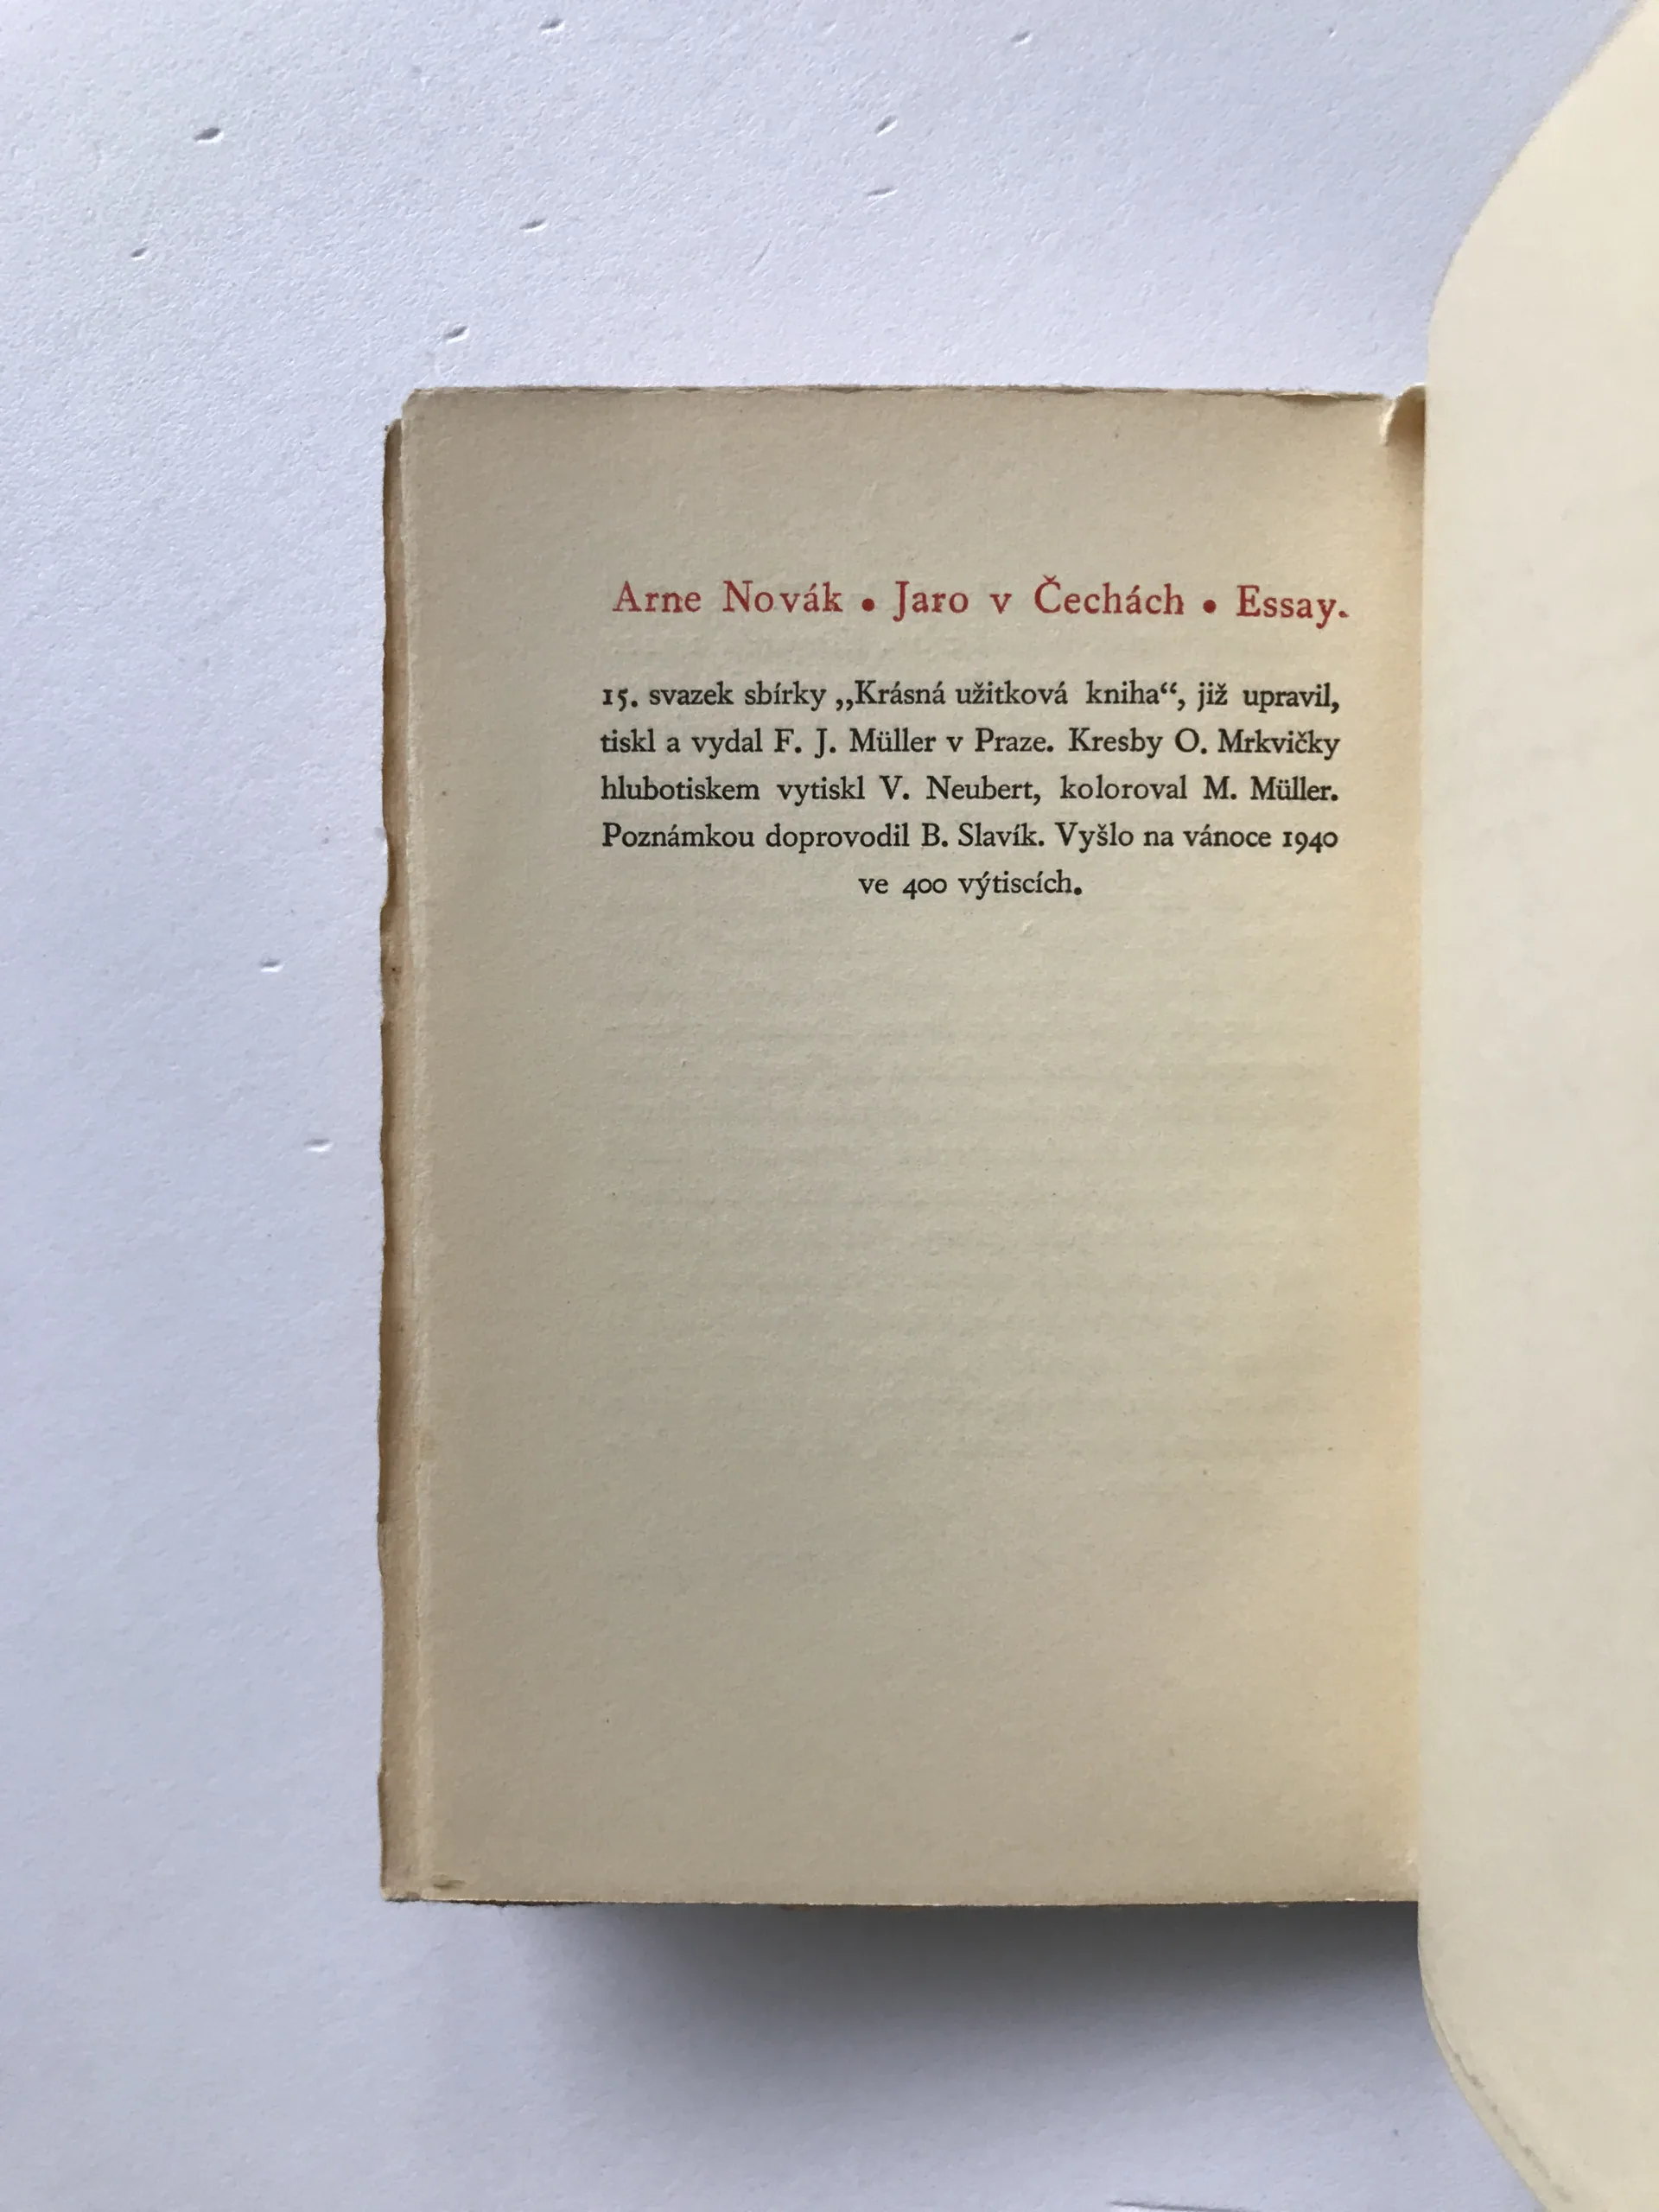 Arne Novák • Jaro v Čechách • Essay.
15. svazek sbírky „Krásná užitková kniha“, již upravil,
tiskl a vydal F. J. Müller v Praze. Kresby O. Mrkvičky
hlubotiskem vytiskl V. Neubert, koloroval M. Müller.
Poznámkou doprovodil B. Slavík. Vyšlo na vánoce 1940
ve 400 výtiscích.